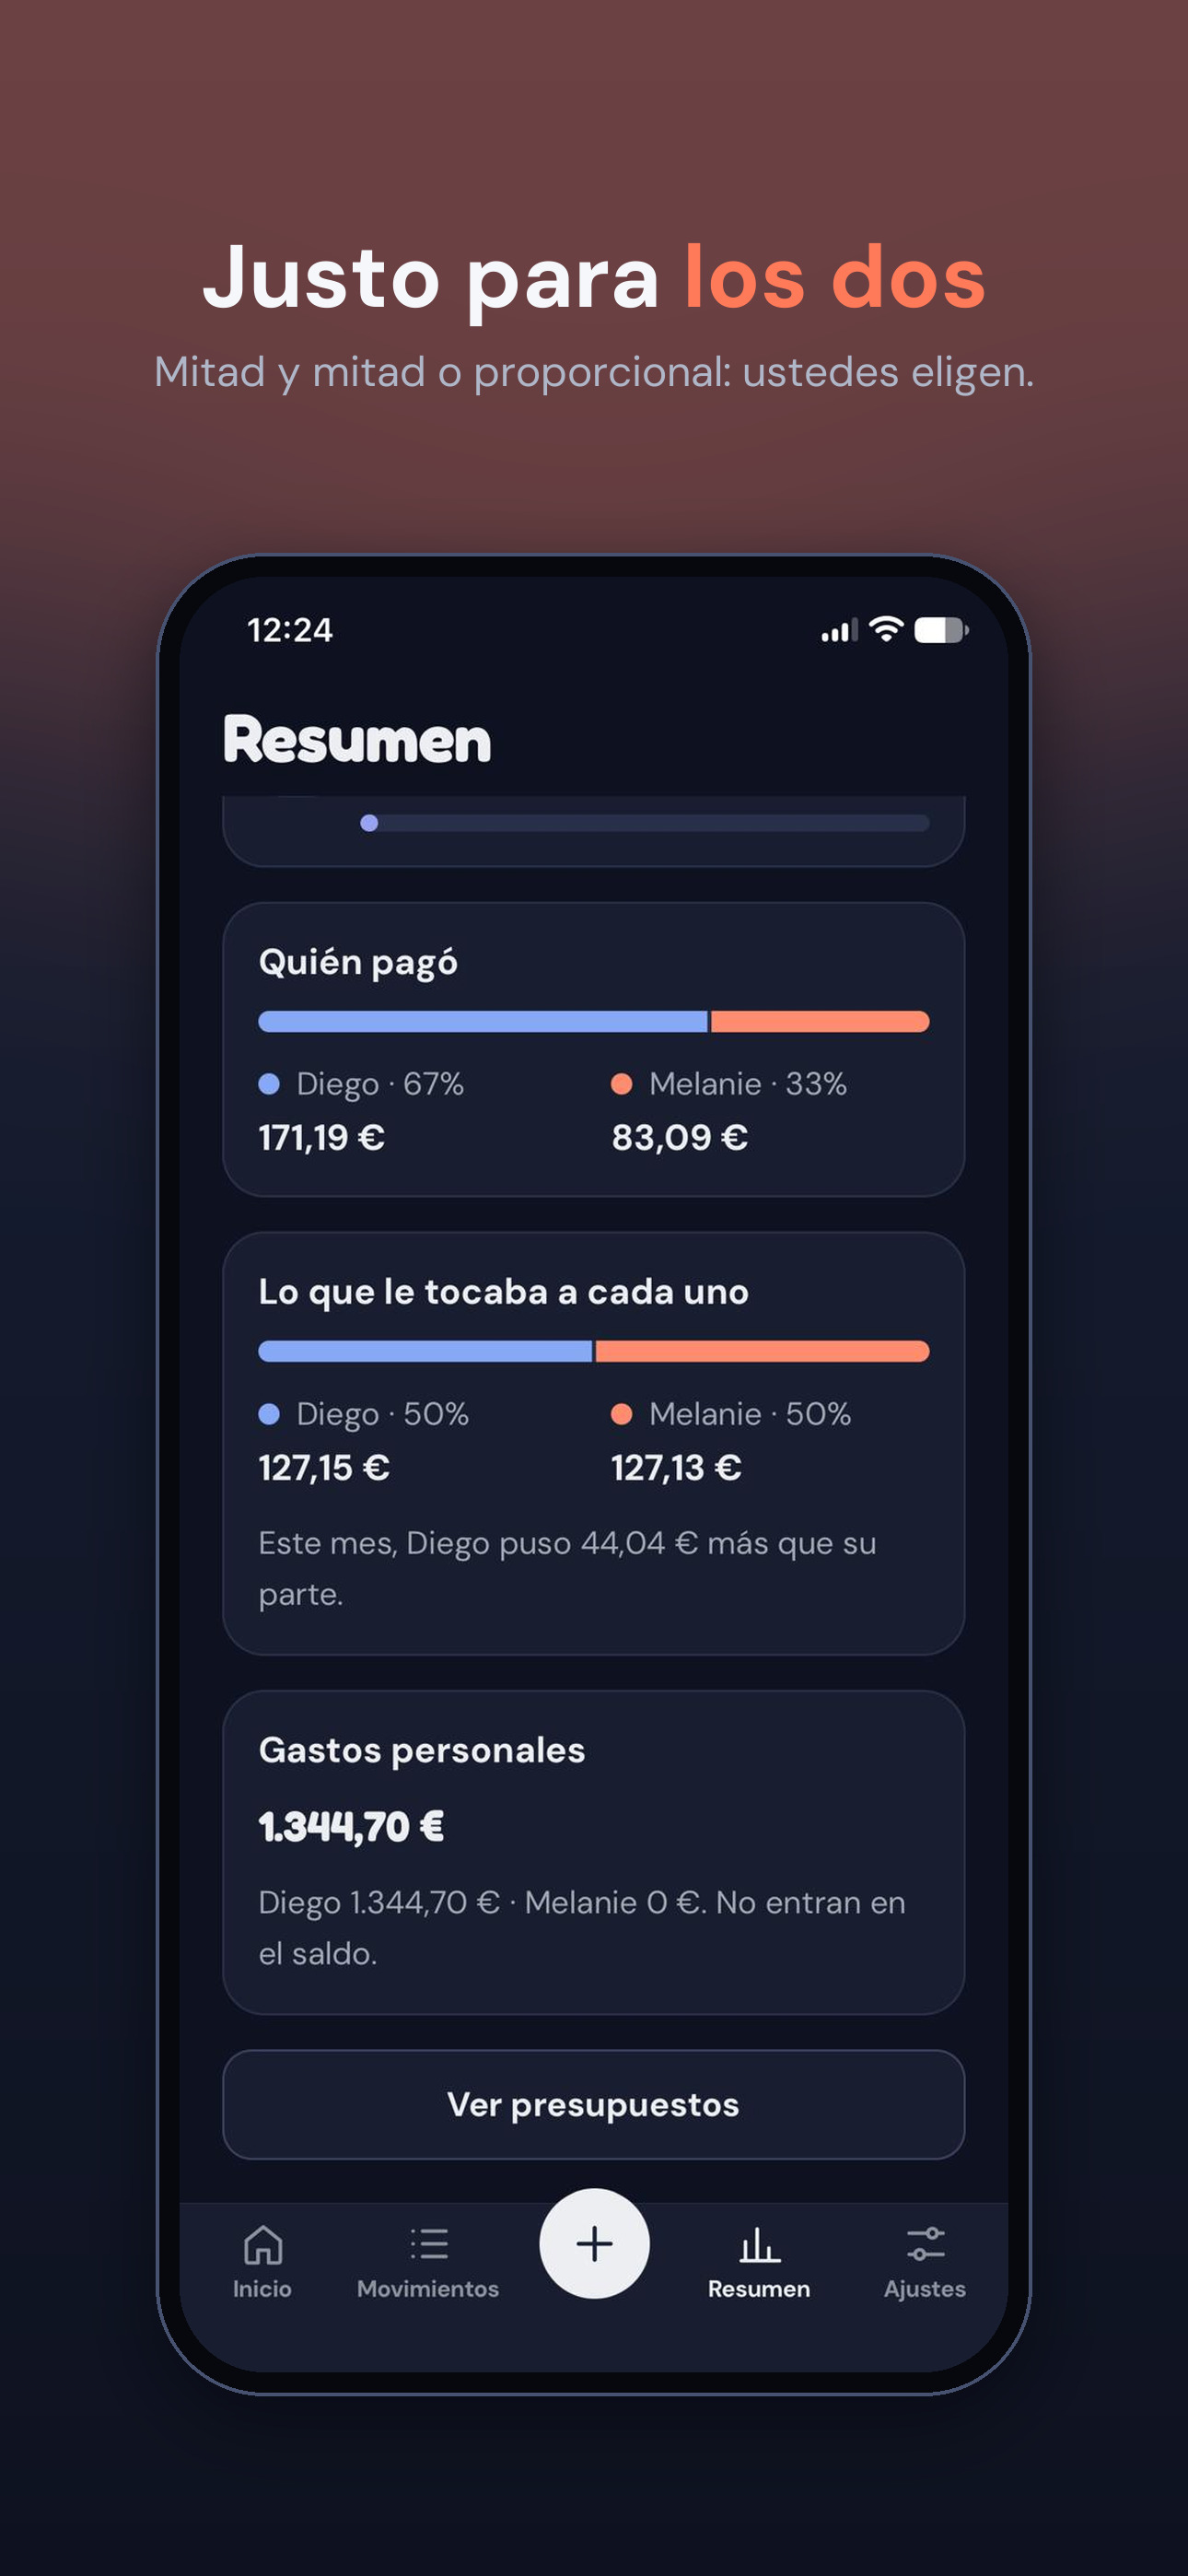 Justo para los dos
Mitad y mitad o proporcional: ustedes eligen.
12:24
Resumen
Quién pagó
Diego · 67%
Melanie · 33%
171,19 €
83,09 €
Lo que le tocaba a cada uno
Diego · 50%
Melanie · 50%
127,15 €
127,13 €
Este mes, Diego puso 44,04 € más que su
parte.
Gastos personales
1.344,70 €
Diego 1.344,70 € · Melanie 0 €. No entran en
el saldo.
Ver presupuestos
Inicio
Movimientos
Resumen
Ajustes